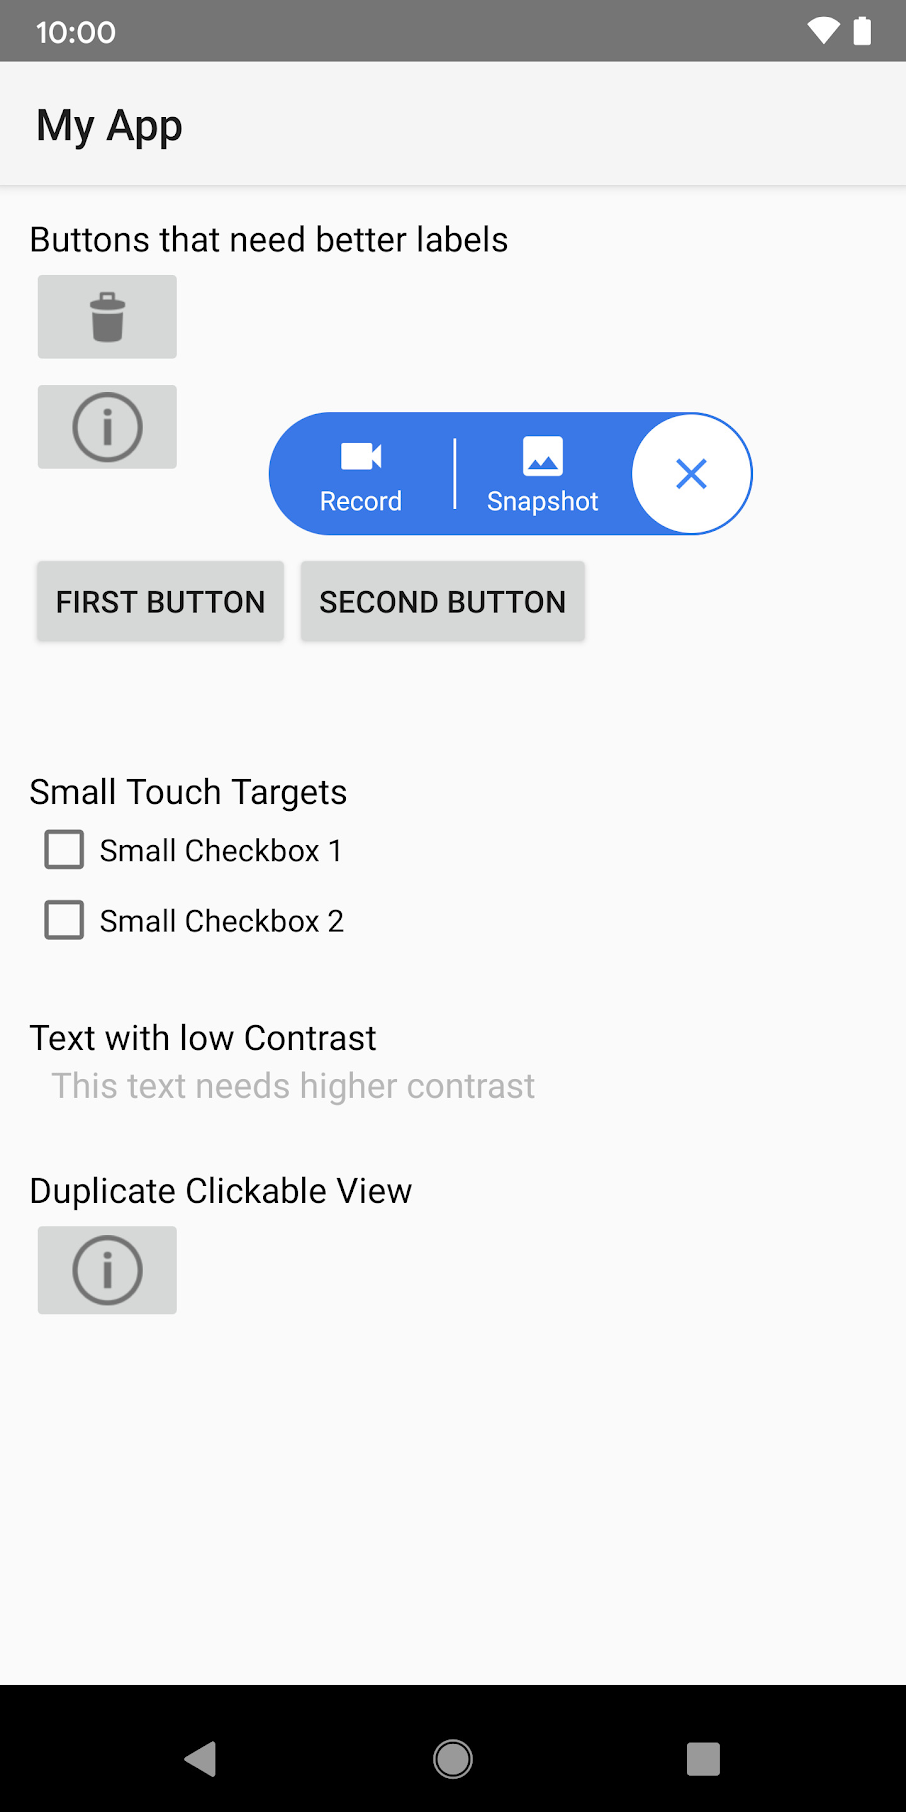 10:00
My App
Buttons that need better labels
Record
Snapshot
FIRST BUTTON
SECOND BUTTON
Small Touch Targets
Small Checkbox 1
Small Checkbox 2
Text with low Contrast
This text needs higher contrast
Duplicate Clickable View